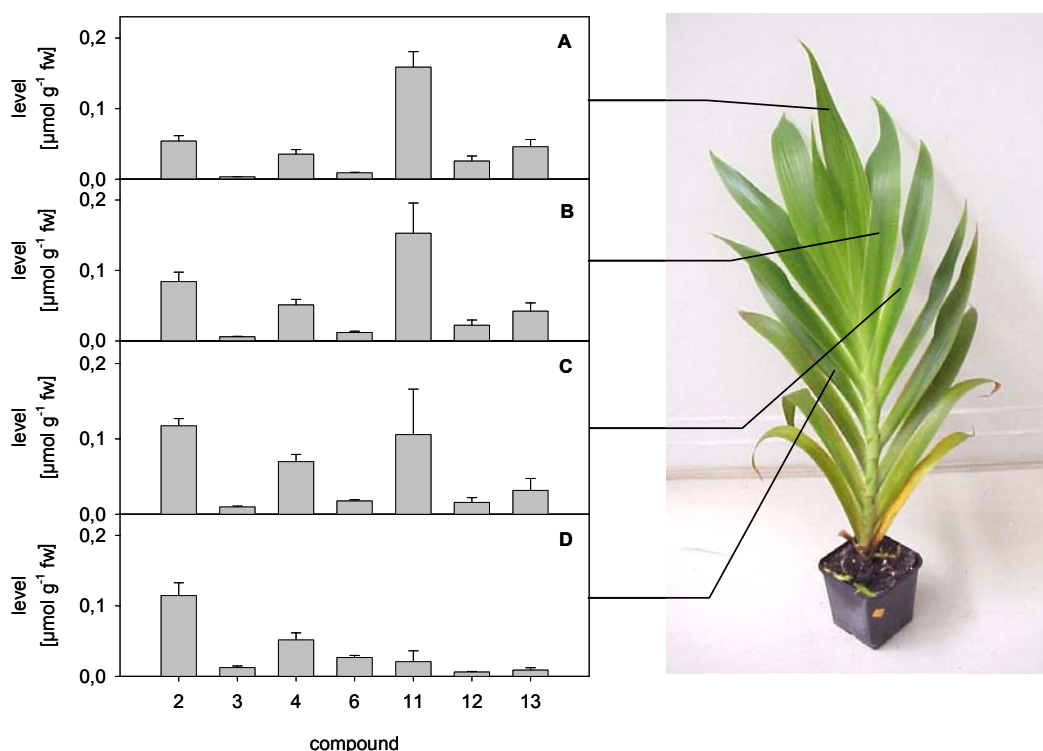 A
0,2
0,1
0,0
level
[µmol g⁻¹ fw]
B
0,2
0,1
0,0
level
[µmol g⁻¹ fw]
C
0,2
0,1
0,0
level
[µmol g⁻¹ fw]
D
0,2
0,1
0,0
level
[µmol g⁻¹ fw]
2 3 4 6 11 12 13
compound